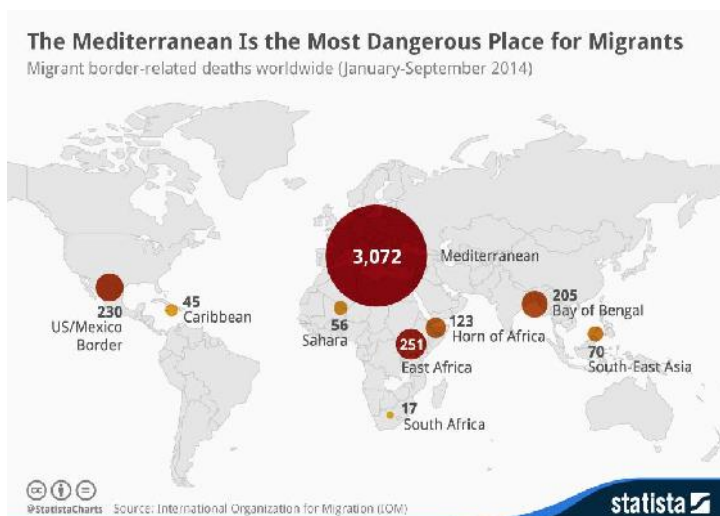 The Mediterranean Is the Most Dangerous Place for Migrants
Migrant border-related deaths worldwide (January-September 2014)
3,072
Mediterranean
230
US/Mexico
Border
45
Caribbean
56
Sahara
123
Horn of Africa
251
East Africa
205
Bay of Bengal
70
South-East Asia
17
South Africa
cc
@StatistaCharts Source: International Organization for Migration (IOM)
statista